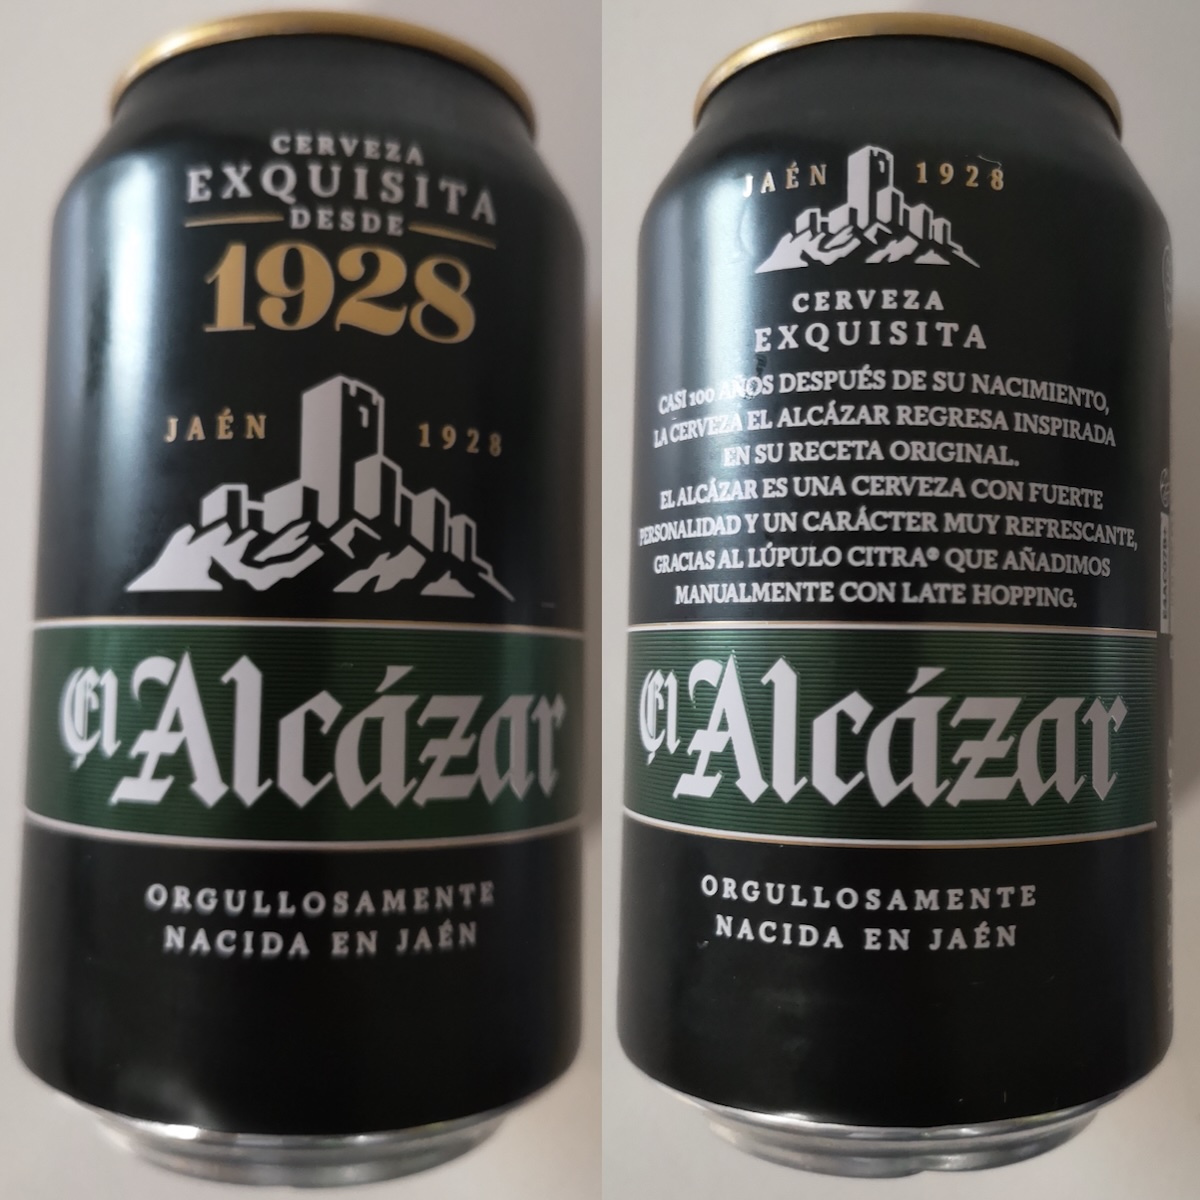 CERVEZA
EXQUISITA
DESDE
1928
JAÉN 1928
El Alcázar
ORGULLOSAMENTE
NACIDA EN JAÉN
JAÉN 1928
CERVEZA
EXQUISITA
CASI 100 AÑOS DESPUÉS DE SU NACIMIENTO,
LA CERVEZA EL ALCÁZAR REGRESA INSPIRADA
EN SU RECETA ORIGINAL.
EL ALCÁZAR ES UNA CERVEZA CON FUERTE
PERSONALIDAD Y UN CARÁCTER MUY REFRESCANTE,
GRACIAS AL LÚPULO CITRA® QUE AÑADIMOS
MANUALMENTE CON LATE HOPPING.
El Alcázar
ORGULLOSAMENTE
NACIDA EN JAÉN